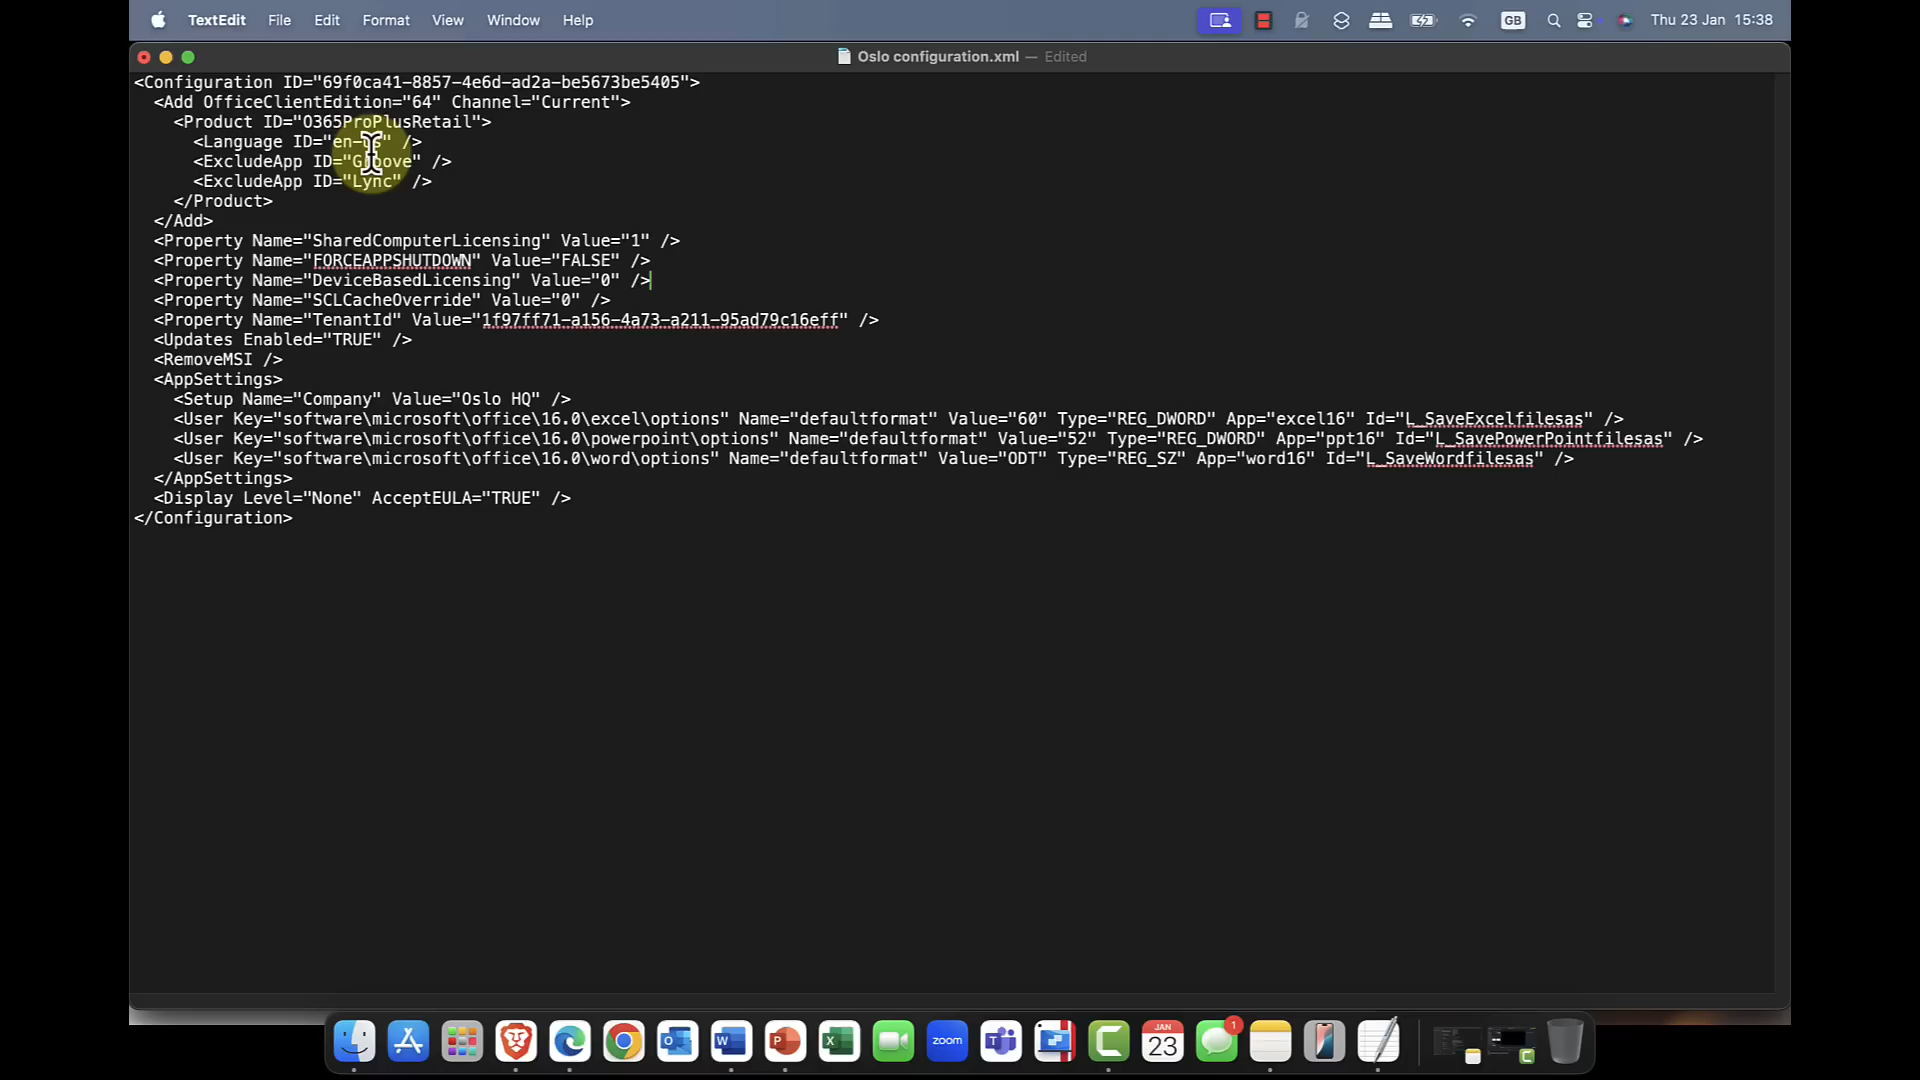 TextEdit File Edit Format View Window Help GB Thu 23 Jan 15:38
Oslo configuration.xml — Edited
<Configuration ID="69f0ca41-8857-4e6d-ad2a-be5673be5405">
<Add OfficeClientEdition="64" Channel="Current">
<Product ID="O365ProPlusRetail">
<Language ID="en-us" />
<ExcludeApp ID="Groove" />
<ExcludeApp ID="Lync" />
</Product>
</Add>
<Property Name="SharedComputerLicensing" Value="1" />
<Property Name="FORCEAPPSHUTDOWN" Value="FALSE" />
<Property Name="DeviceBasedLicensing" Value="0" />
<Property Name="SCLCacheOverride" Value="0" />
<Property Name="TenantId" Value="1f97ff71-a156-4a73-a211-95ad79c16eff" />
<Updates Enabled="TRUE" />
<RemoveMSI />
<AppSettings>
<Setup Name="Company" Value="Oslo HQ" />
<User Key="software\microsoft\office\16.0\excel\options" Name="defaultformat" Value="60" Type="REG_DWORD" App="excel16" Id="L_SaveExcelfilesas" />
<User Key="software\microsoft\office\16.0\powerpoint\options" Name="defaultformat" Value="52" Type="REG_DWORD" App="ppt16" Id="L_SavePowerPointfilesas" />
<User Key="software\microsoft\office\16.0\word\options" Name="defaultformat" Value="ODT" Type="REG_SZ" App="word16" Id="L_SaveWordfilesas" />
</AppSettings>
<Display Level="None" AcceptEULA="TRUE" />
</Configuration>
O W P X zoom T C JAN 23 1